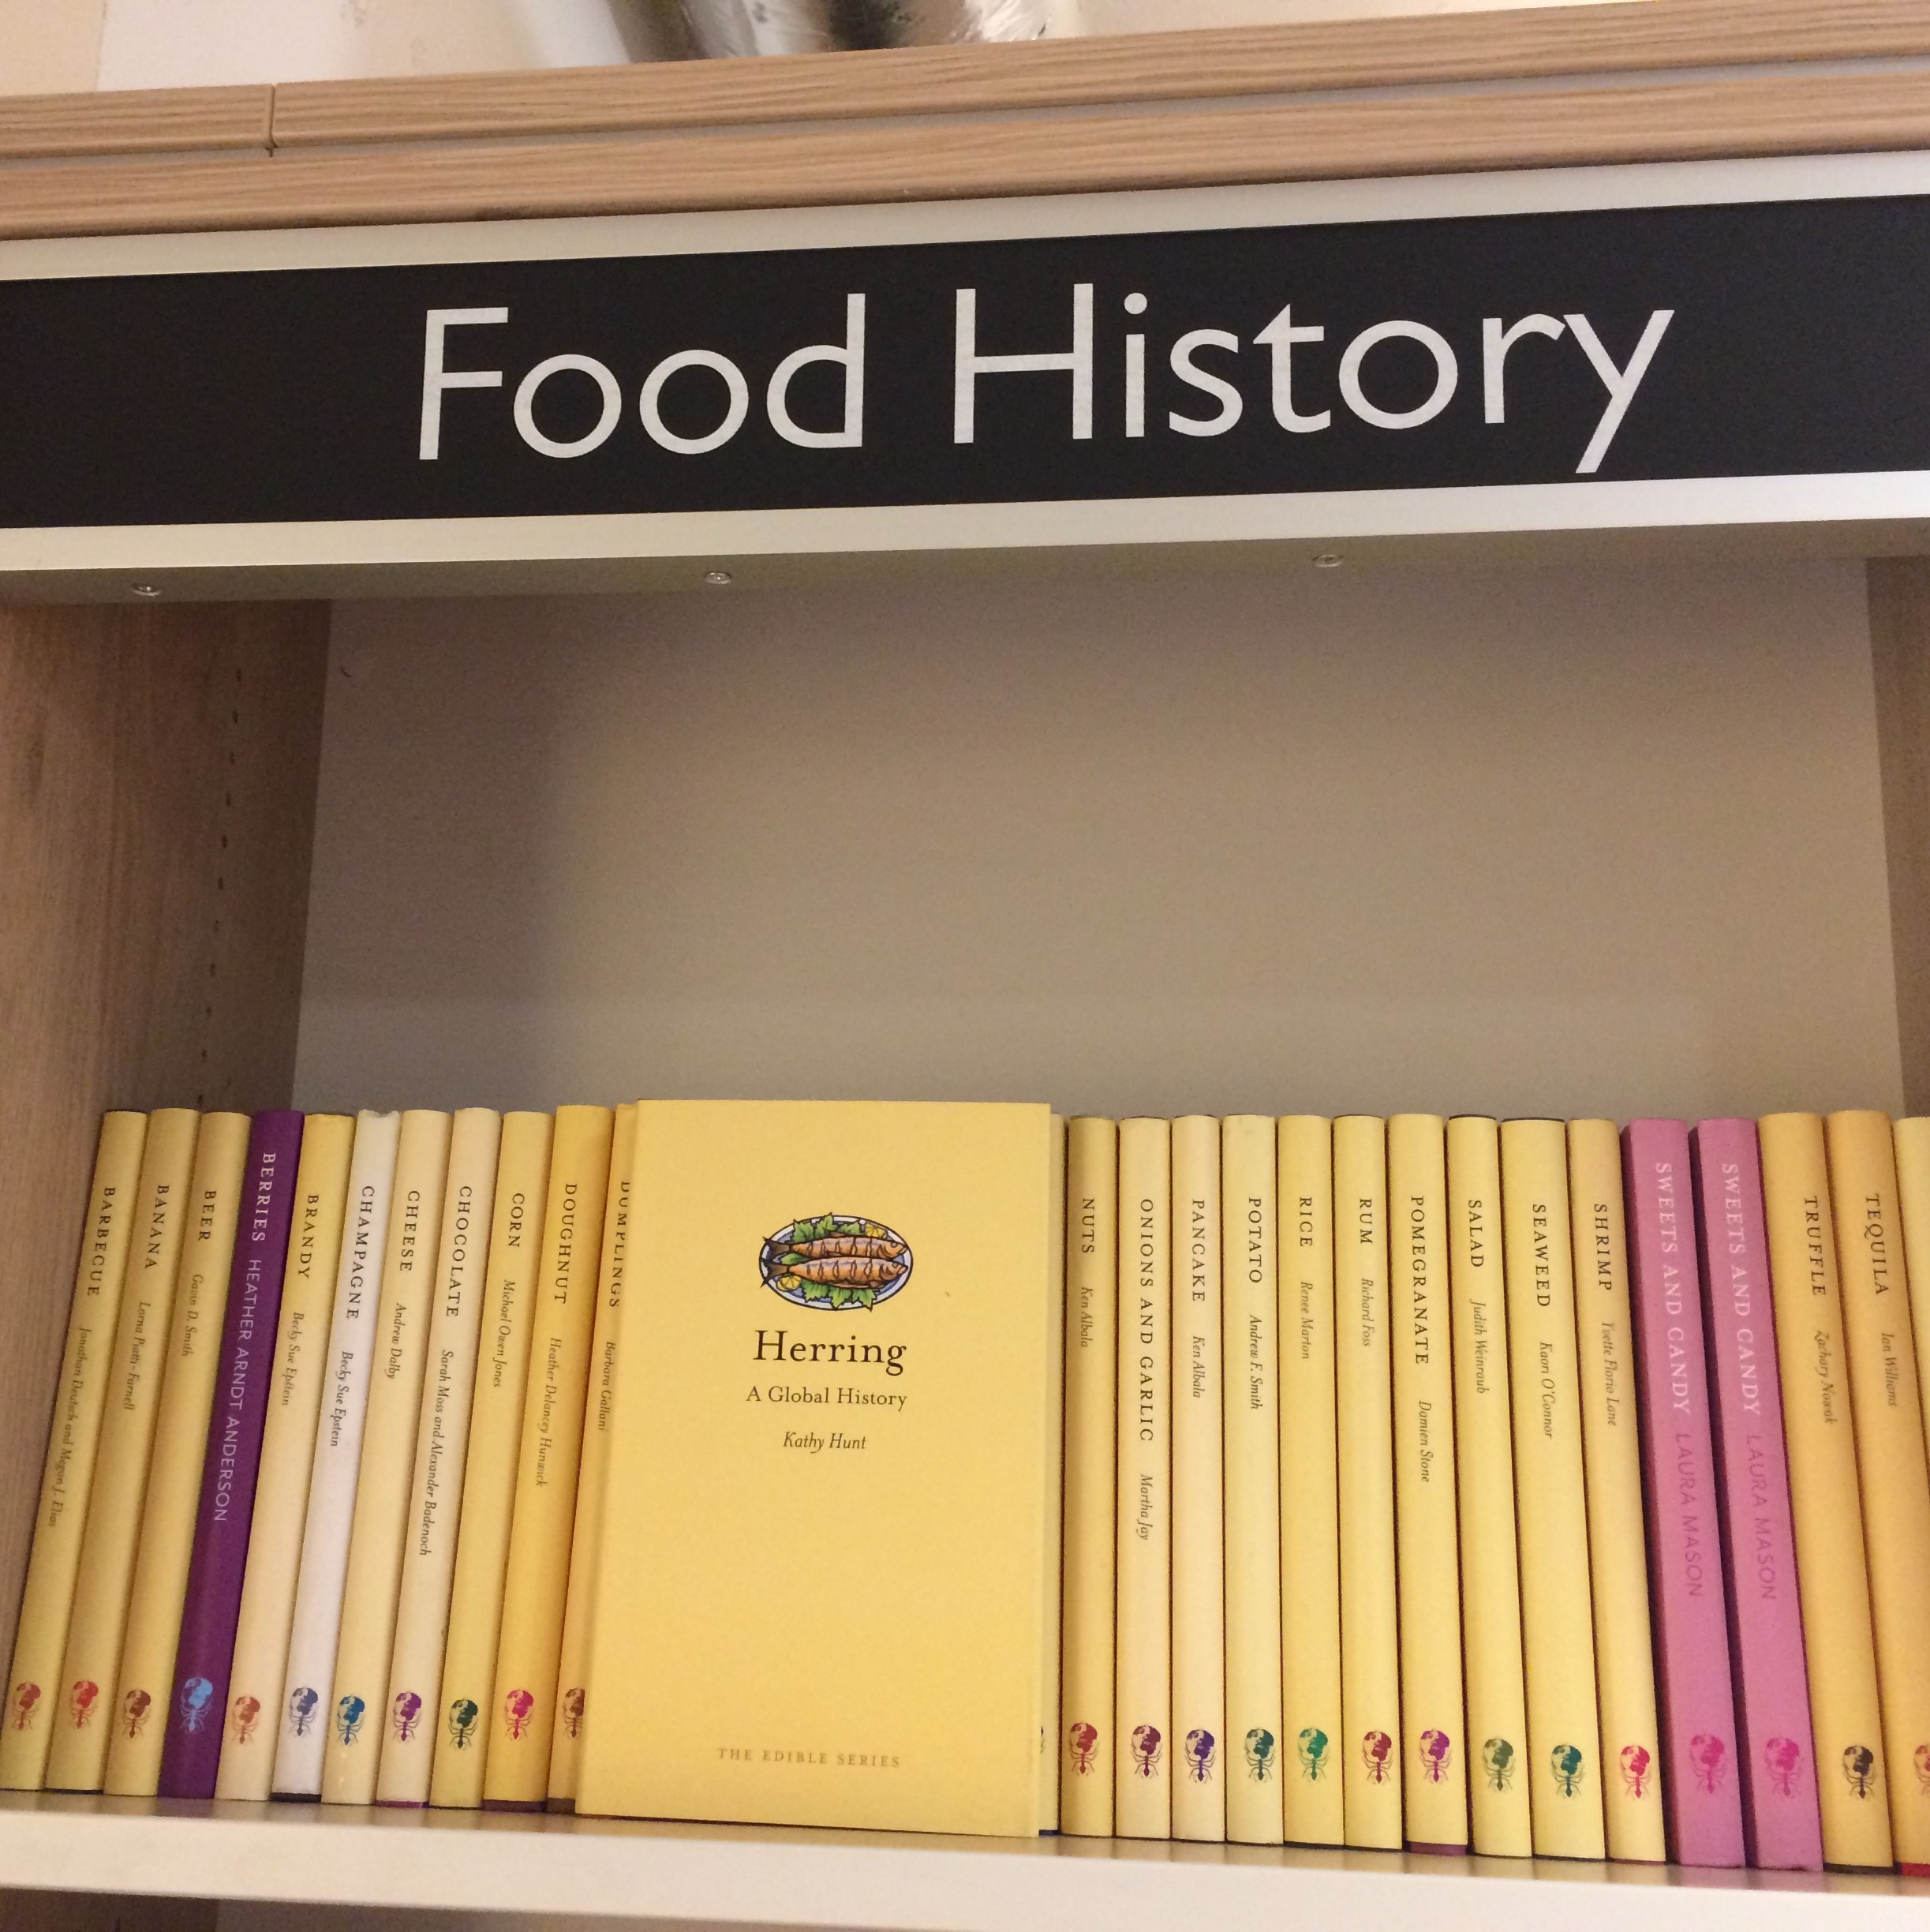 Food History
BARBECUE Jonathan Deutsch and Megan J. Elias
BANANA Lorna Piatti-Farnell
BEER Gavin D. Smith
BERRIES HEATHER ARNDT ANDERSON
BRANDY Becky Sue Epstein
CHAMPAGNE Becky Sue Epstein
CHEESE Andrew Dalby
CHOCOLATE Sarah Moss and Alexander Badenoch
CORN Michael Owen Jones
DOUGHNUT Heather Delancey Hunwick
DUMPLINGS Barbara Gallani
Herring
A Global History
Kathy Hunt
THE EDIBLE SERIES
NUTS Ken Albala
ONIONS AND GARLIC Martha Jay
PANCAKE Ken Albala
POTATO Andrew F. Smith
RICE Renee Marton
RUM Richard Foss
POMEGRANATE Damien Stone
SALAD Judith Weinraub
SEAWEED Kaori O'Connor
SHRIMP Yvette Florio Lane
SWEETS AND CANDY LAURA MASON
SWEETS AND CANDY LAURA MASON
TRUFFLE Zachary Nowak
TEQUILA Ian Williams